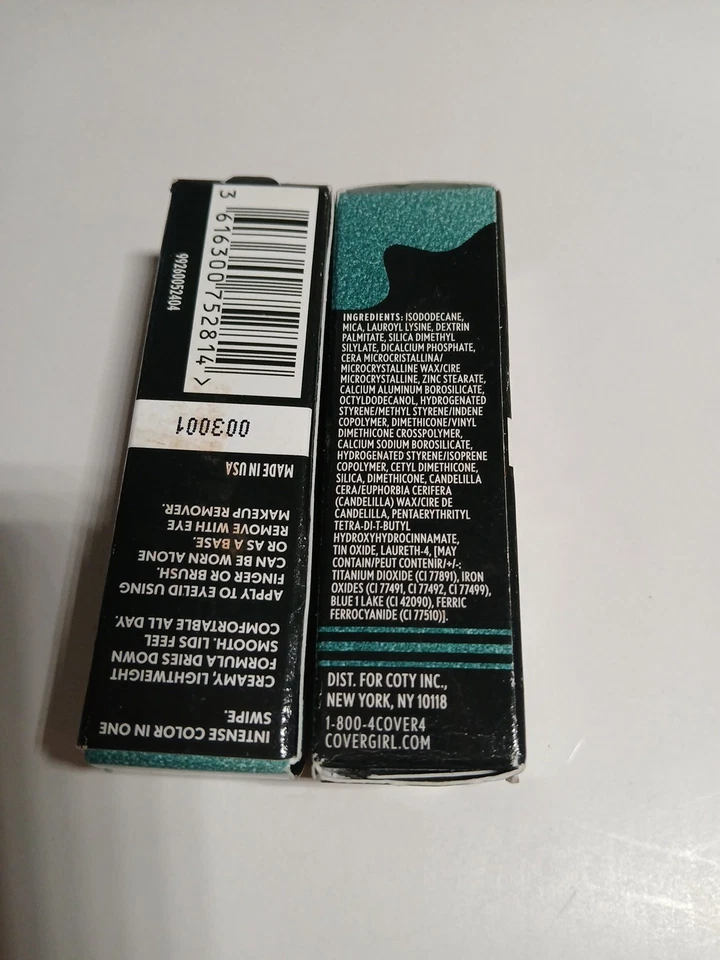 3 616300 752814 >
99260052404
003001
MADE IN USA
INTENSE COLOR IN ONE
SWIPE.
CREAMY, LIGHTWEIGHT
FORMULA DRIES DOWN
SMOOTH. LIDS FEEL
COMFORTABLE ALL DAY.
APPLY TO EYELID USING
FINGER OR BRUSH.
CAN BE WORN ALONE
OR AS A BASE.
REMOVE WITH EYE
MAKEUP REMOVER.
INGREDIENTS: ISODODECANE,
MICA, LAUROYL LYSINE, DEXTRIN
PALMITATE, SILICA DIMETHYL
SILYLATE, DICALCIUM PHOSPHATE,
CERA MICROCRISTALLINA/
MICROCRYSTALLINE WAX/CIRE
MICROCRYSTALLINE, ZINC STEARATE,
CALCIUM ALUMINUM BOROSILICATE,
OCTYLDODECANOL, HYDROGENATED
STYRENE/METHYL STYRENE/INDENE
COPOLYMER, DIMETHICONE/VINYL
DIMETHICONE CROSSPOLYMER,
CALCIUM SODIUM BOROSILICATE,
HYDROGENATED STYRENE/ISOPRENE
COPOLYMER, CETYL DIMETHICONE,
SILICA, DIMETHICONE, CANDELILLA
CERA/EUPHORBIA CERIFERA
(CANDELILLA) WAX/CIRE DE
CANDELILLA, PENTAERYTHRITYL
TETRA-DI-T-BUTYL
HYDROXYHYDROCINNAMATE,
TIN OXIDE, LAURETH-4, [MAY
CONTAIN/PEUT CONTENIR/+/-:
TITANIUM DIOXIDE (CI 77891), IRON
OXIDES (CI 77491, CI 77492, CI 77499),
BLUE 1 LAKE (CI 42090), FERRIC
FERROCYANIDE (CI 77510)].
DIST. FOR COTY INC.,
NEW YORK, NY 10118
1-800-4COVER4
COVERGIRL.COM